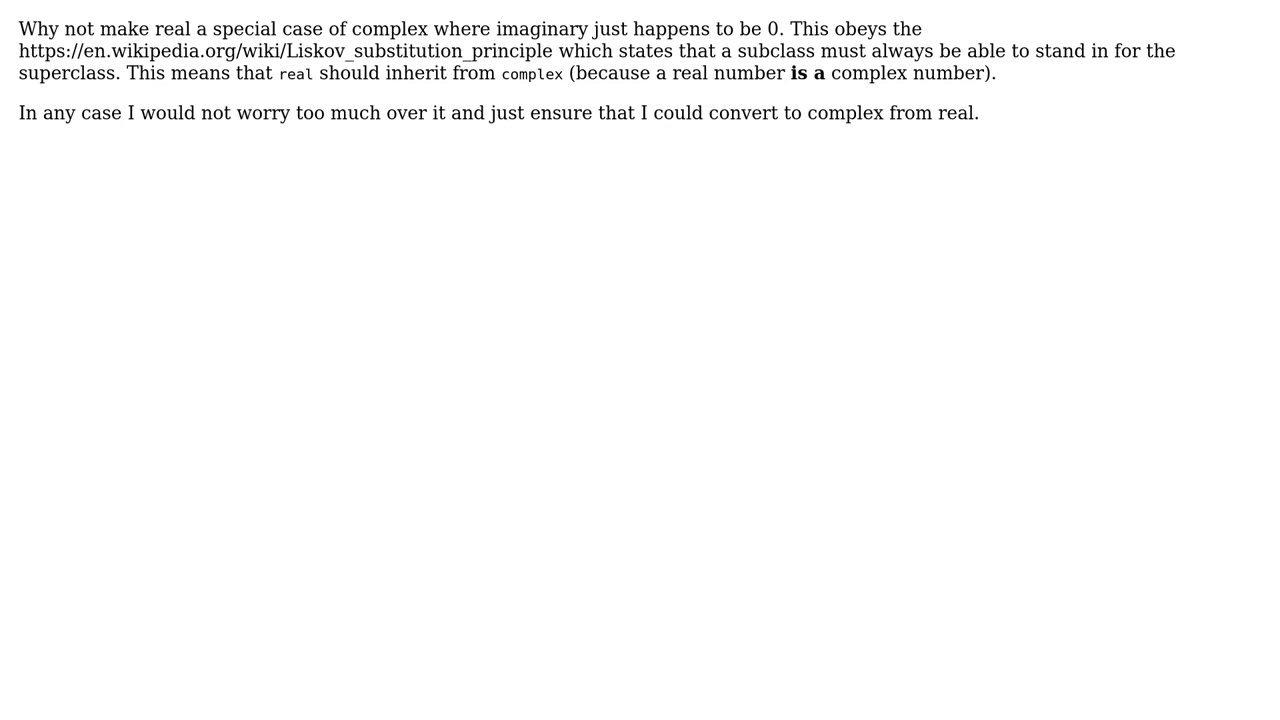 Why not make real a special case of complex where imaginary just happens to be 0. This obeys the
https://en.wikipedia.org/wiki/Liskov_substitution_principle which states that a subclass must always be able to stand in for the
superclass. This means that real should inherit from complex (because a real number is a complex number).
In any case I would not worry too much over it and just ensure that I could convert to complex from real.